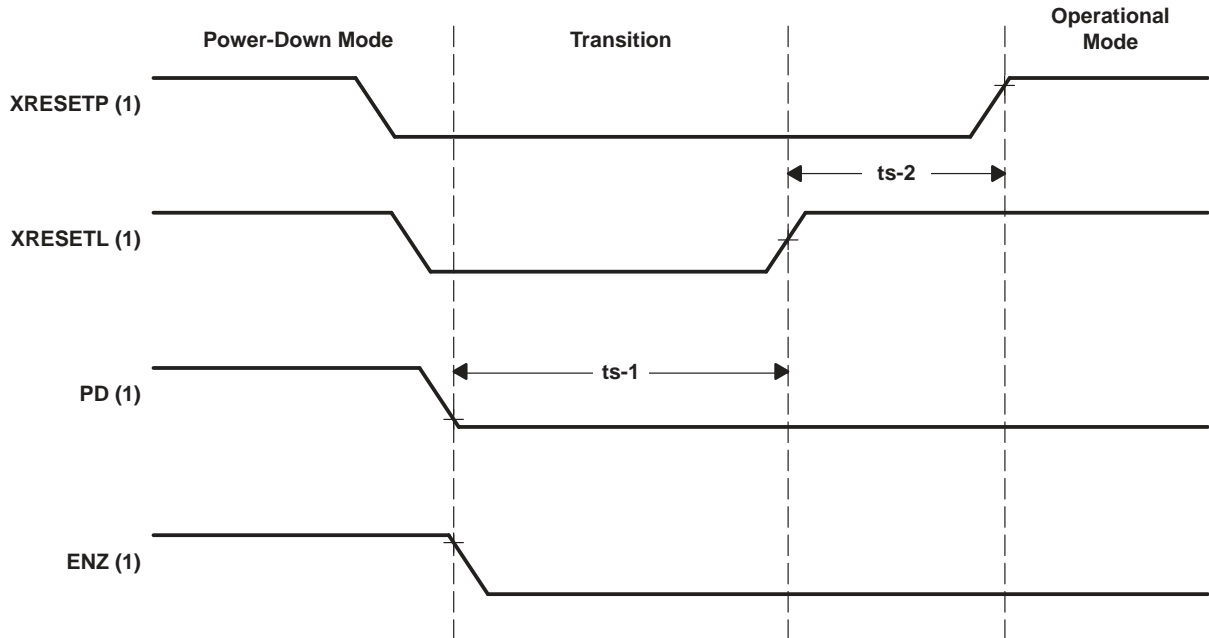 Power-Down Mode
Transition
Operational
Mode
XRESETP (1)
ts-2
XRESETL (1)
ts-1
PD (1)
ENZ (1)